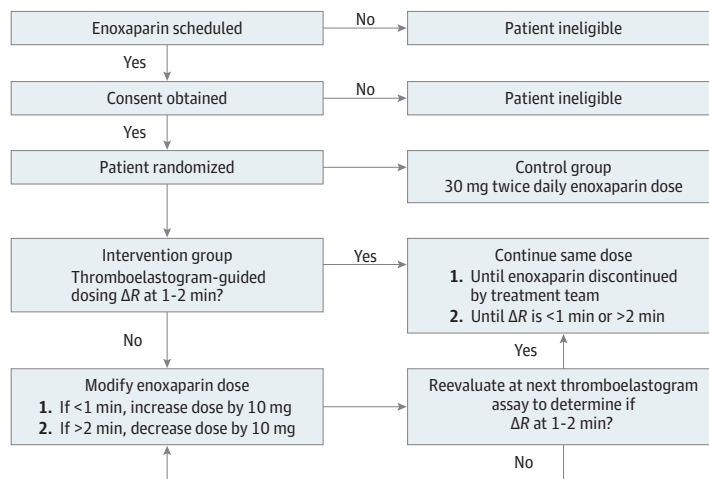 Enoxaparin scheduled
No
Patient ineligible
Yes
Consent obtained
No
Patient ineligible
Yes
Patient randomized
Control group
30 mg twice daily enoxaparin dose
Intervention group
Thromboelastogram-guided
dosing ΔR at 1-2 min?
Yes
Continue same dose
1. Until enoxaparin discontinued
by treatment team
2. Until ΔR is <1 min or >2 min
No
Yes
Modify enoxaparin dose
1. If <1 min, increase dose by 10 mg
2. If >2 min, decrease dose by 10 mg
Reevaluate at next thromboelastogram
assay to determine if
ΔR at 1-2 min?
No